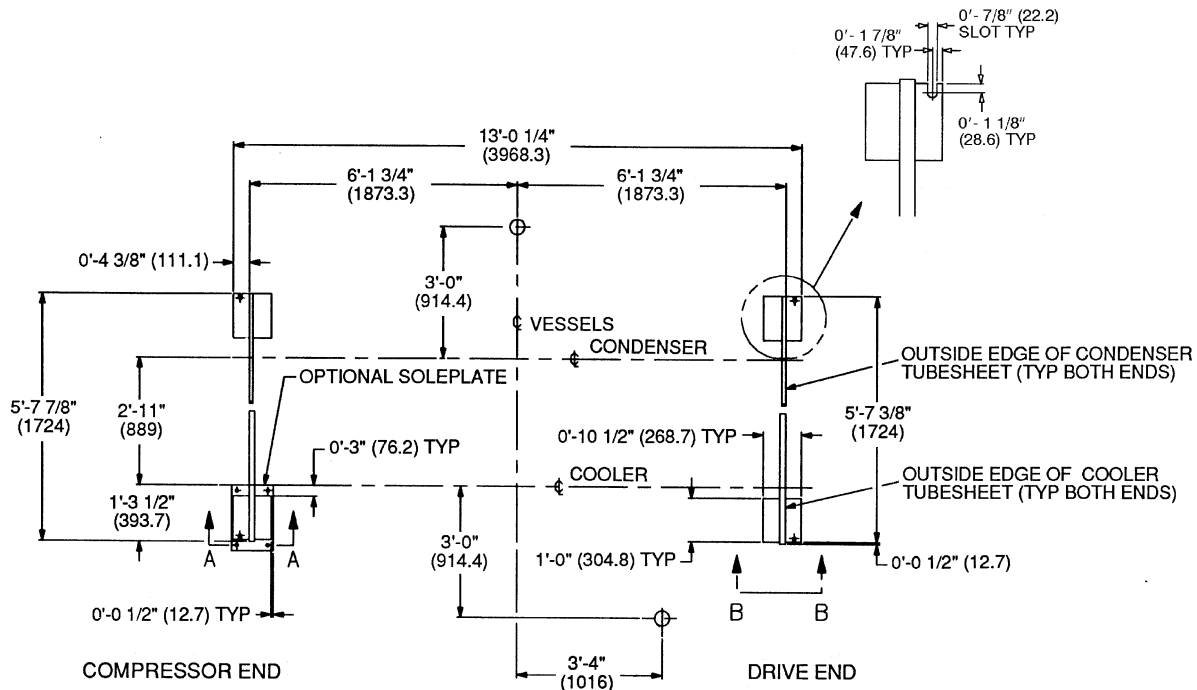 0'- 7/8" (22.2)
SLOT TYP
0'- 1 7/8"
(47.6) TYP
0'- 1 1/8"
(28.6) TYP
13'-0 1/4"
(3968.3)
6'-1 3/4"
(1873.3)
6'-1 3/4"
(1873.3)
0'-4 3/8" (111.1)
3'-0"
(914.4)
℄ VESSELS
℄ CONDENSER
OUTSIDE EDGE OF CONDENSER
TUBESHEET (TYP BOTH ENDS)
OPTIONAL SOLEPLATE
5'-7 7/8"
(1724)
2'-11"
(889)
5'-7 3/8"
(1724)
0'-3" (76.2) TYP
0'-10 1/2" (268.7) TYP
℄ COOLER
OUTSIDE EDGE OF COOLER
TUBESHEET (TYP BOTH ENDS)
1'-3 1/2"
(393.7)
A A
3'-0"
(914.4)
1'-0" (304.8) TYP
0'-0 1/2" (12.7)
0'-0 1/2" (12.7) TYP
B B
COMPRESSOR END
3'-4"
(1016)
DRIVE END